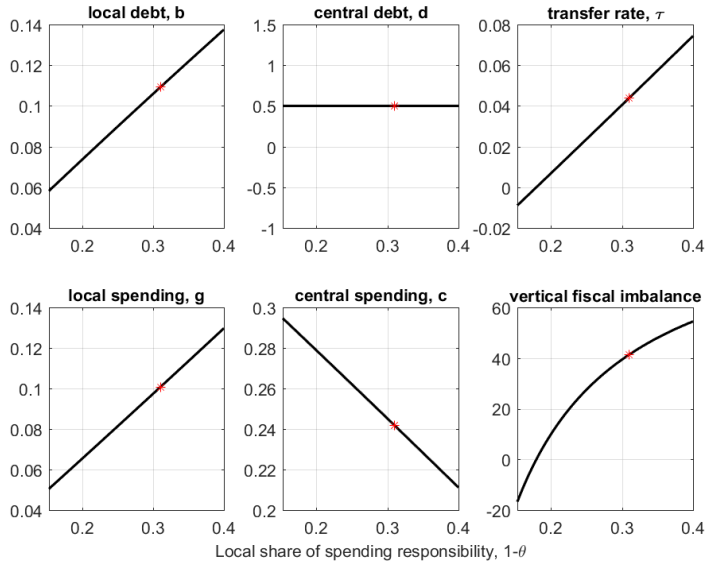 local debt, b
central debt, d
transfer rate, τ
0.14
0.12
0.1
0.08
0.06
0.04
0.2 0.3 0.4
1.5
1
0.5
0
-0.5
-1
0.2 0.3 0.4
0.08
0.06
0.04
0.02
0
-0.02
0.2 0.3 0.4
local spending, g
central spending, c
vertical fiscal imbalance
0.14
0.12
0.1
0.08
0.06
0.04
0.2 0.3 0.4
0.3
0.28
0.26
0.24
0.22
0.2
0.2 0.3 0.4
60
40
20
0
-20
0.2 0.3 0.4
Local share of spending responsibility, 1-θ